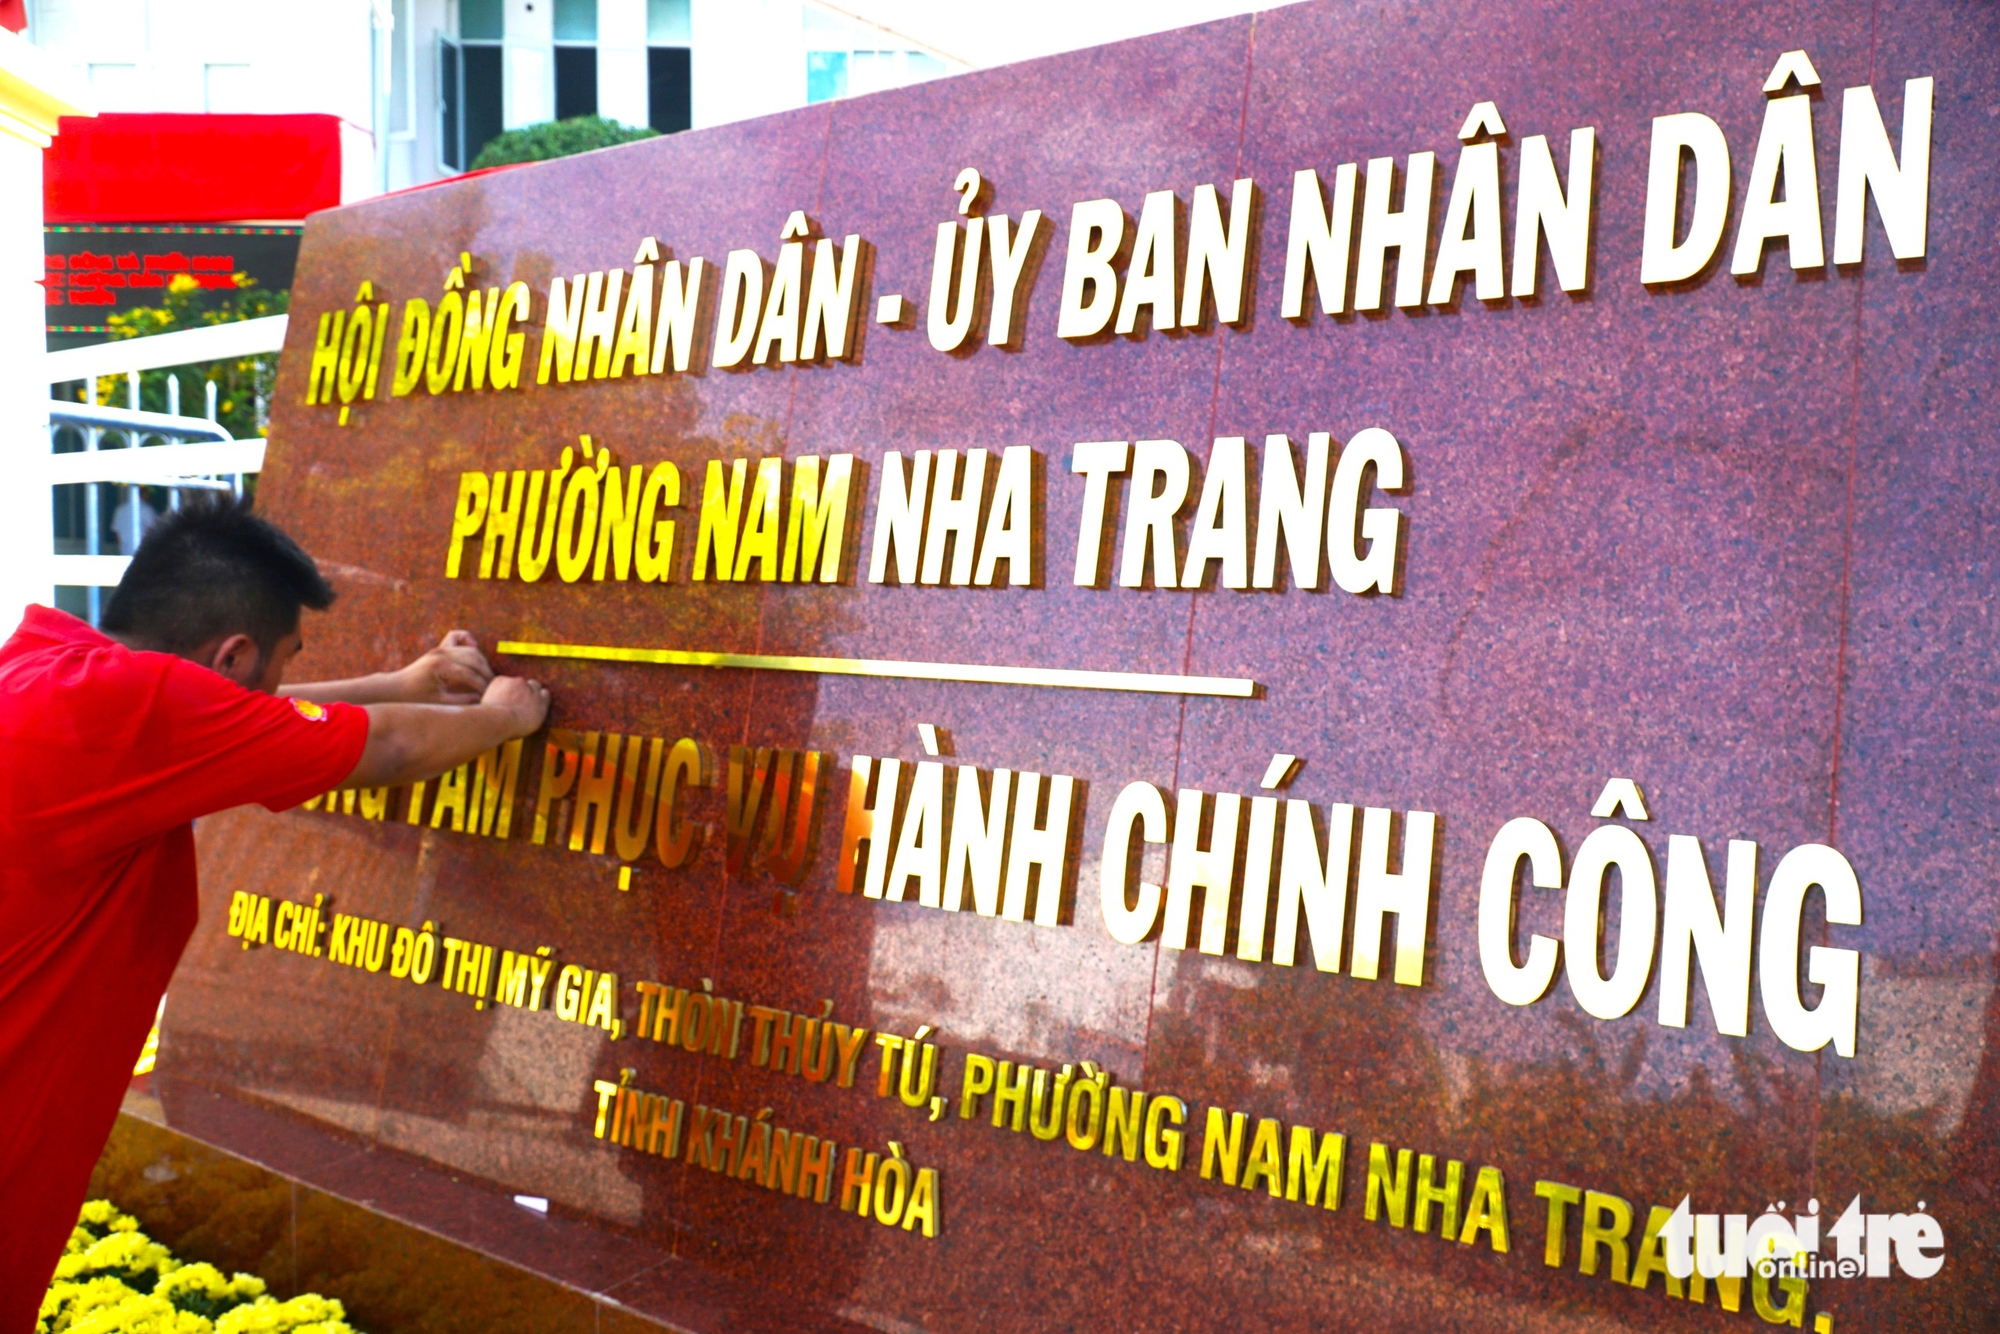 HỘI ĐỒNG NHÂN DÂN - ỦY BAN NHÂN DÂN
PHƯỜNG NAM NHA TRANG
TÂM PHỤC VỤ HÀNH CHÍNH CÔNG
ĐỊA CHỈ: KHU ĐÔ THỊ MỸ GIA, THÔN THỦY TÚ, PHƯỜNG NAM NHA TRANG,
TỈNH KHÁNH HÒA
tuổi trẻ
online